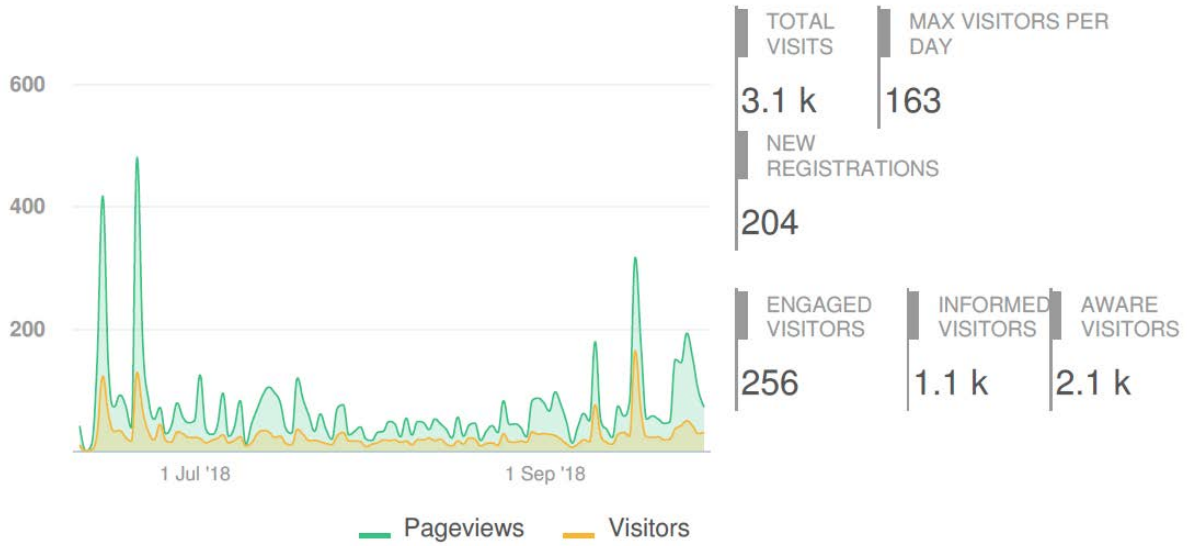 600
400
200
1 Jul '18
1 Sep '18
Pageviews
Visitors
TOTAL
VISITS
3.1 k
MAX VISITORS PER
DAY
163
NEW
REGISTRATIONS
204
ENGAGED
VISITORS
256
INFORMED
VISITORS
1.1 k
AWARE
VISITORS
2.1 k